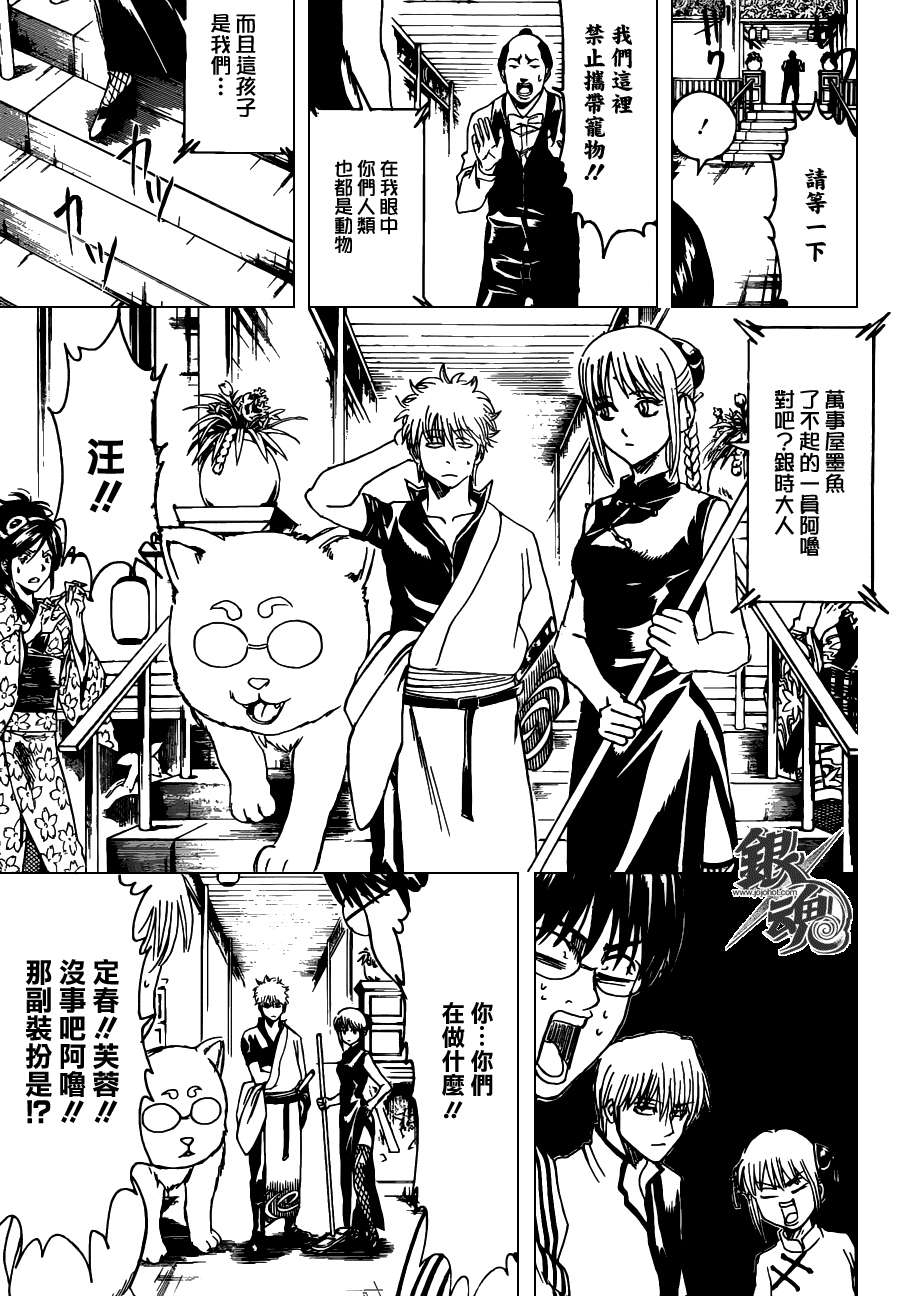 請等一下
！
我們這裡
禁止攜帶寵物!!
在我眼中
你們人類
也都是動物
而且這孩子
是我們…
ガッ
ガッ
萬事屋墨魚
了不起的一員阿嚕
對吧？銀時大人
汪!!
銀魂
www.jojohot.com
你…你們
在做什麼!!
定春!!芙蓉!!
沒事吧阿嚕!!
那副裝扮是!?